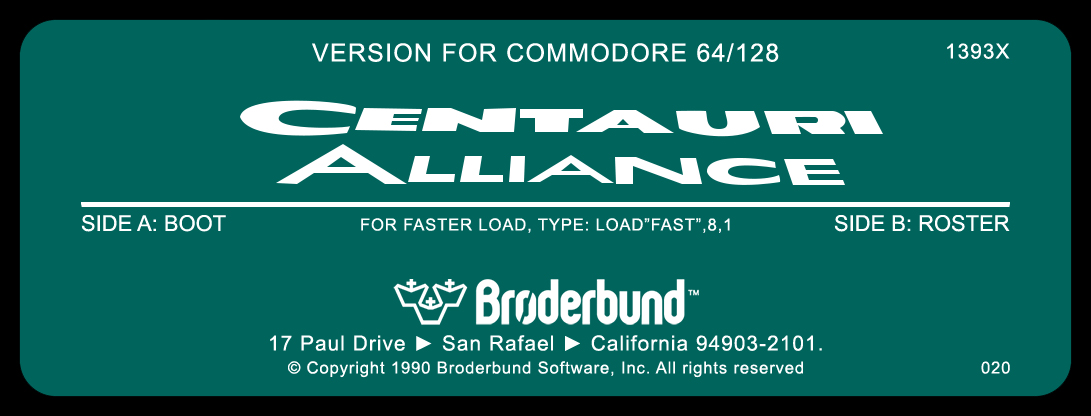 VERSION FOR COMMODORE 64/128 1393X
CENTAURI
ALLIANCE
SIDE A: BOOT FOR FASTER LOAD, TYPE: LOAD"FAST",8,1 SIDE B: ROSTER
Brøderbund™
17 Paul Drive ► San Rafael ► California 94903-2101.
© Copyright 1990 Broderbund Software, Inc. All rights reserved 020